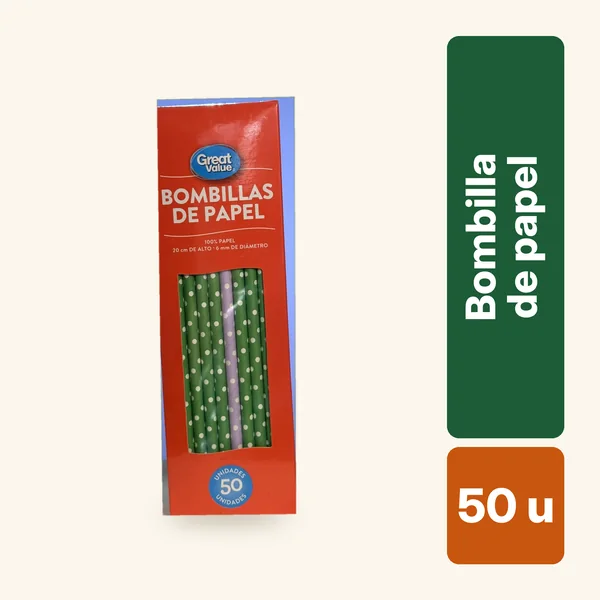 Great
Value
BOMBILLAS
DE PAPEL
100% PAPEL
20 cm DE ALTO • 6 mm DE DIÁMETRO
UNIDADES
50
UNIDADES
Bombilla
de papel
50 u